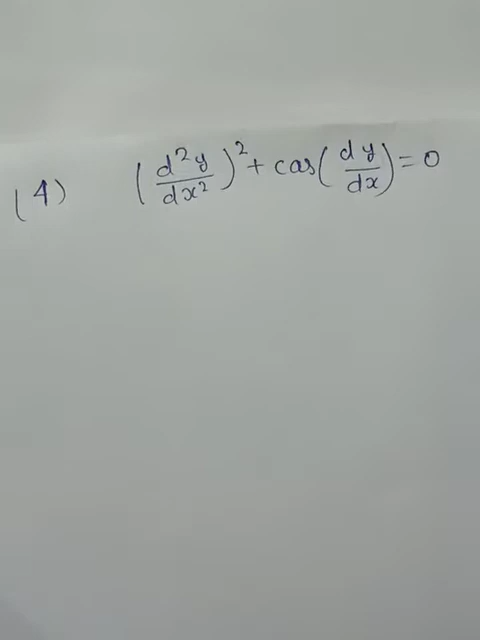 (4) (d²y/dx²)² + cos(dy/dx) = 0